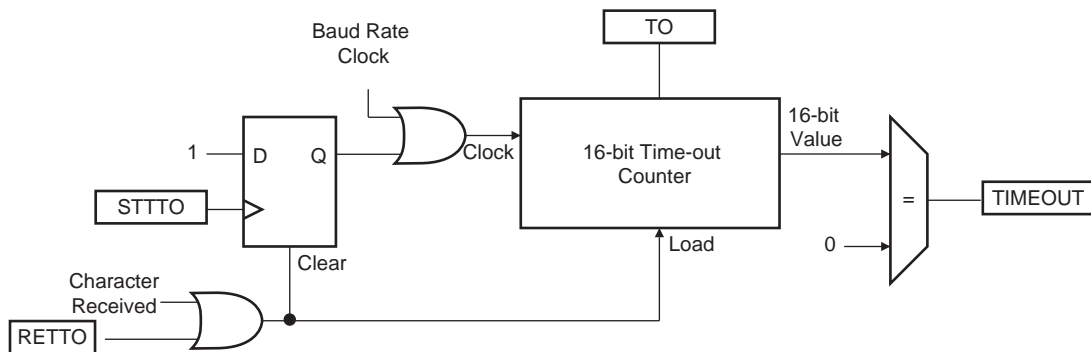 Baud Rate
Clock
TO
1
D
Q
Clock
16-bit Time-out
Counter
16-bit
Value
STTTO
=
TIMEOUT
Clear
Load
0
Character
Received
RETTO